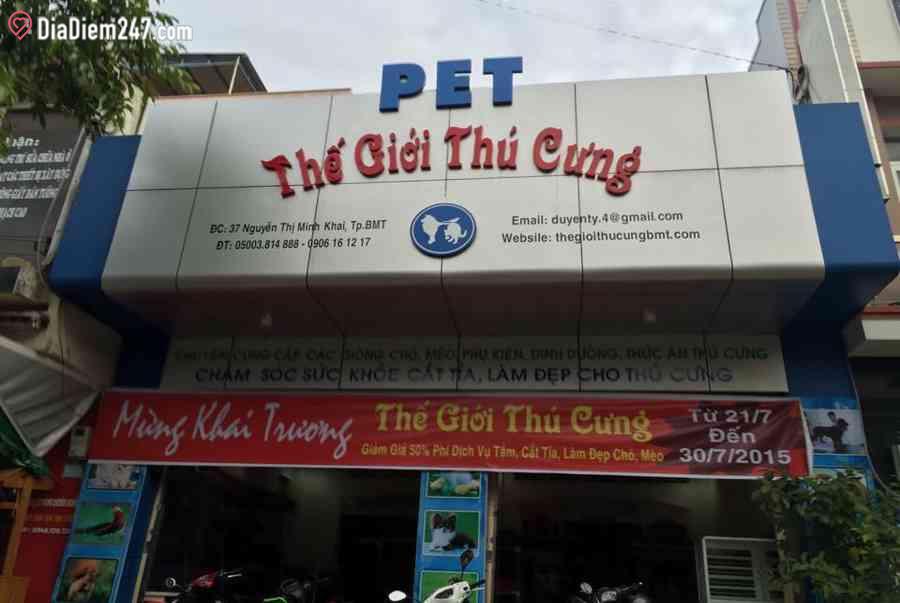 DiaDiem247.com
PET
Thế Giới Thú Cưng
ĐC: 37 Nguyễn Thị Minh Khai, Tp.BMT
ĐT: 05003.814 888 - 0906 16 12 17
Email: duyenty.4@gmail.com
Website: thegioithucungbmt.com
CHUYÊN CUNG CẤP CÁC GIỐNG CHÓ, MÈO, PHỤ KIỆN, DINH DƯỠNG, THỨC ĂN THÚ CƯNG
CHĂM SÓC SỨC KHỎE CẮT TỈA, LÀM ĐẸP CHO THÚ CƯNG
Mừng Khai Trương
Thế Giới Thú Cưng
Giảm Giá 50% Phí Dịch Vụ Tắm, Cắt Tỉa, Làm Đẹp Chó, Mèo
Từ 21/7
Đến
30/7/2015